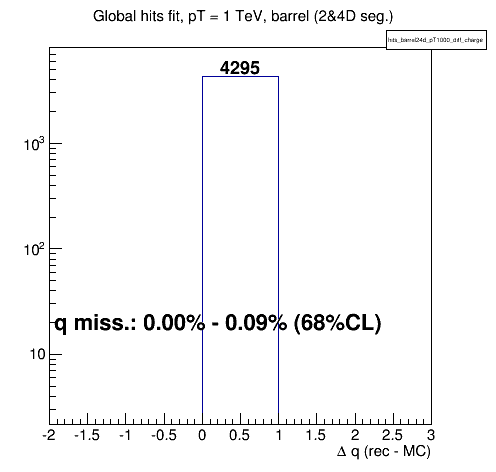 Global hits fit, pT = 1 TeV, barrel (2&4D seg.)
hits_barrel24d_pT1000_diff_charge
4295
10³
10²
q miss.: 0.00% - 0.09% (68%CL)
10
-2 -1.5 -1 -0.5 0 0.5 1 1.5 2 2.5 3
Δ q (rec - MC)